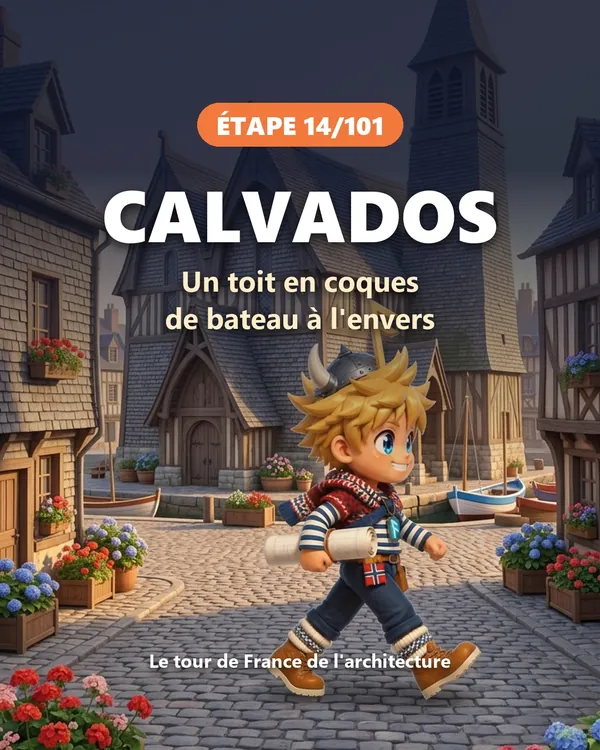 ÉTAPE 14/101
CALVADOS
Un toit en coques
de bateau à l'envers
Le tour de France de l'architecture